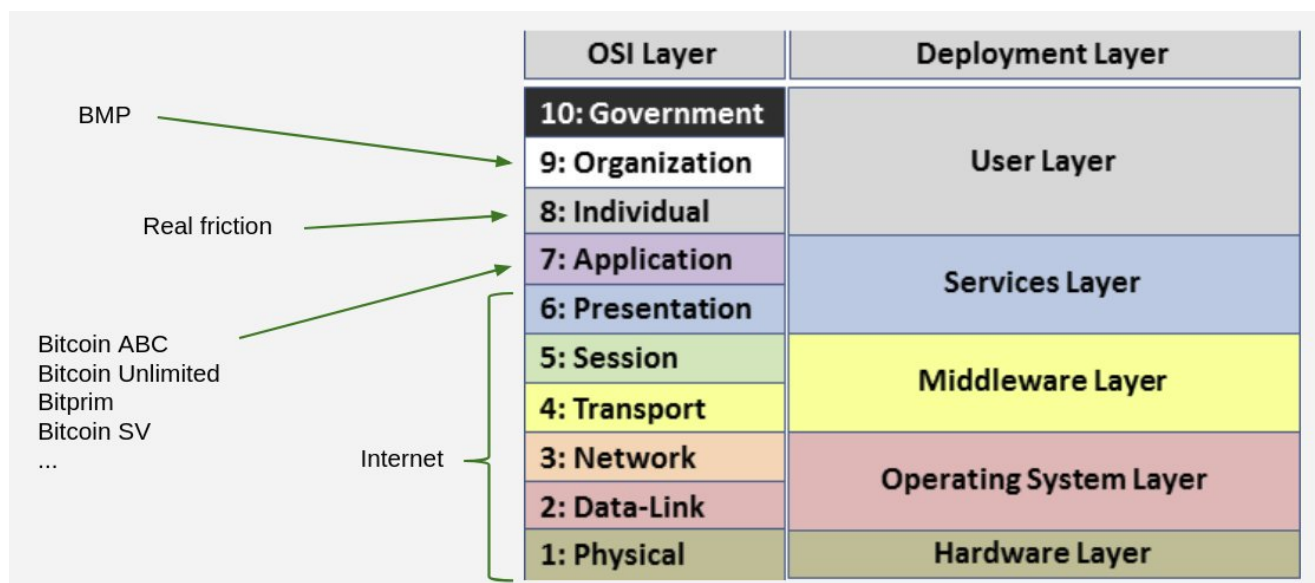 OSI Layer
Deployment Layer
BMP
10: Government
9: Organization
User Layer
Real friction
8: Individual
7: Application
Services Layer
6: Presentation
Bitcoin ABC
Bitcoin Unlimited
Bitprim
Bitcoin SV
...
5: Session
Middleware Layer
4: Transport
Internet
3: Network
Operating System Layer
2: Data-Link
1: Physical
Hardware Layer